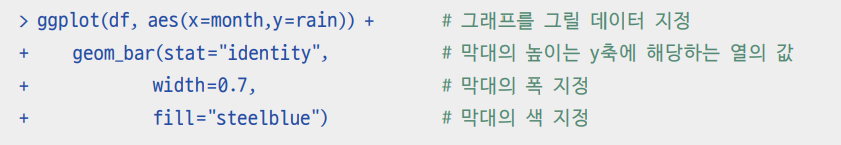 > ggplot(df, aes(x=month,y=rain)) + # 그래프를 그릴 데이터 지정
+ geom_bar(stat="identity", # 막대의 높이는 y축에 해당하는 열의 값
+ width=0.7, # 막대의 폭 지정
+ fill="steelblue") # 막대의 색 지정